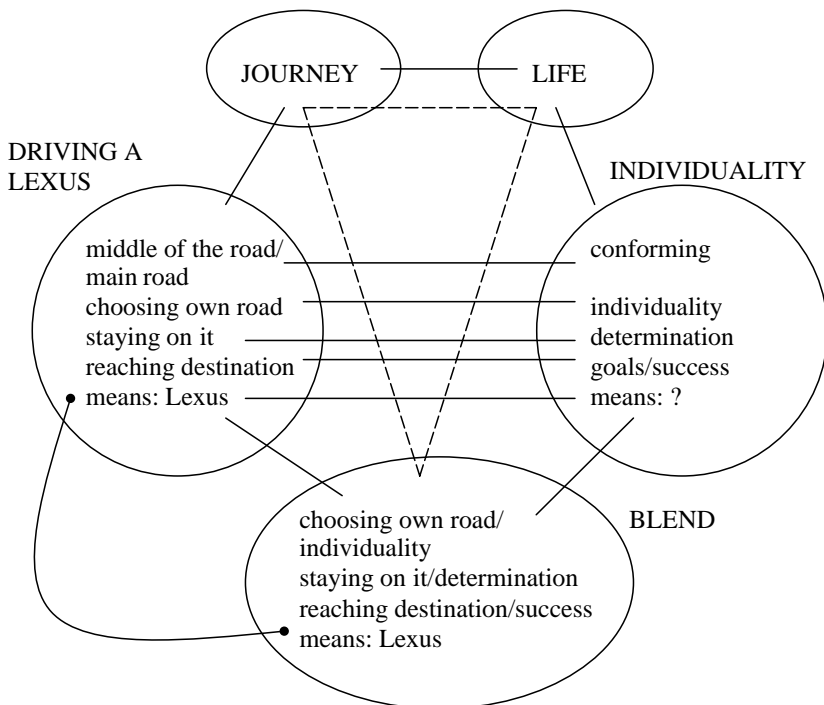 JOURNEY
LIFE
DRIVING A
LEXUS
INDIVIDUALITY
middle of the road/
main road
choosing own road
staying on it
reaching destination
means: Lexus
conforming
individuality
determination
goals/success
means: ?
BLEND
choosing own road/
individuality
staying on it/determination
reaching destination/success
means: Lexus